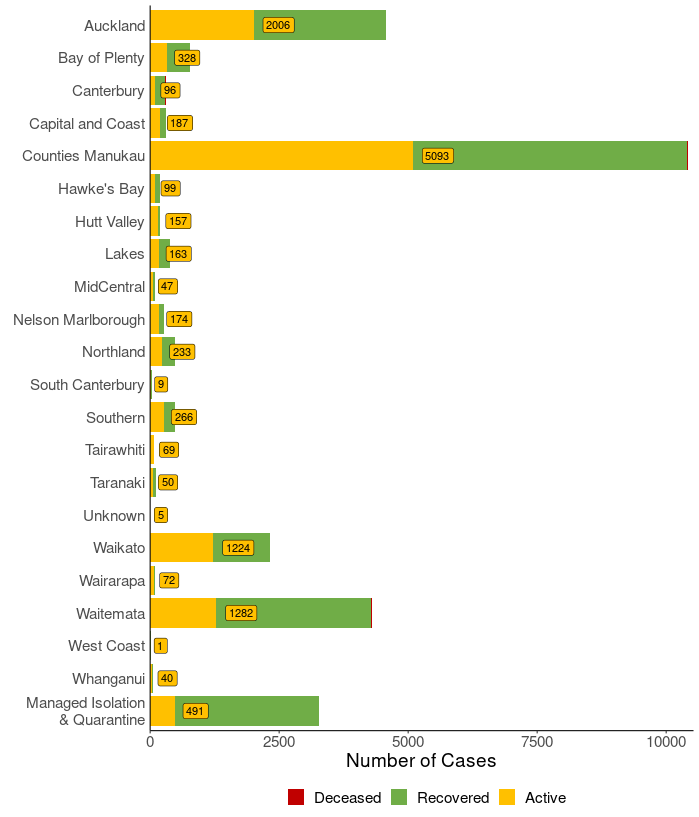 Auckland 2006
Bay of Plenty 328
Canterbury 96
Capital and Coast 187
Counties Manukau 5093
Hawke's Bay 99
Hutt Valley 157
Lakes 163
MidCentral 47
Nelson Marlborough 174
Northland 233
South Canterbury 9
Southern 266
Tairawhiti 69
Taranaki 50
Unknown 5
Waikato 1224
Wairarapa 72
Waitemata 1282
West Coast 1
Whanganui 40
Managed Isolation
& Quarantine 491
0 2500 5000 7500 10000
Number of Cases
Deceased Recovered Active